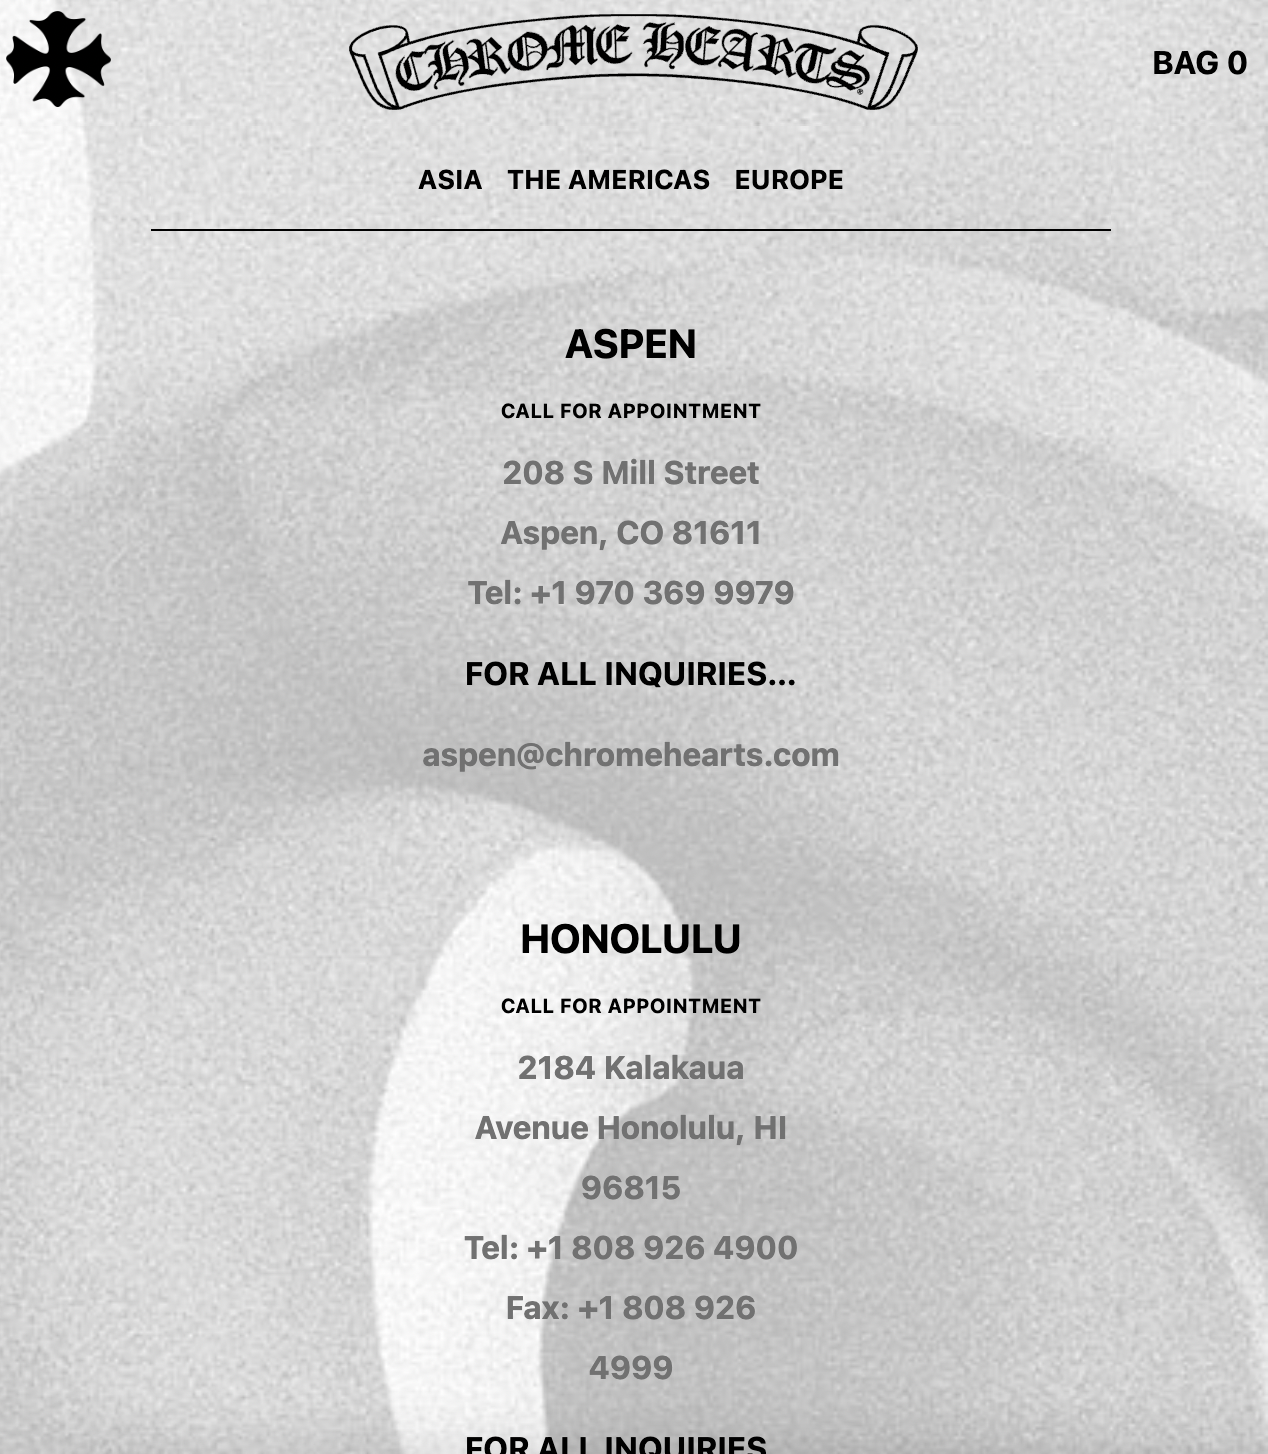 CHROME HEARTS®
BAG 0
ASIA THE AMERICAS EUROPE
ASPEN
CALL FOR APPOINTMENT
208 S Mill Street
Aspen, CO 81611
Tel: +1 970 369 9979
FOR ALL INQUIRIES...
aspen@chromehearts.com
HONOLULU
CALL FOR APPOINTMENT
2184 Kalakaua
Avenue Honolulu, HI
96815
Tel: +1 808 926 4900
Fax: +1 808 926
4999
FOR ALL INQUIRIES...